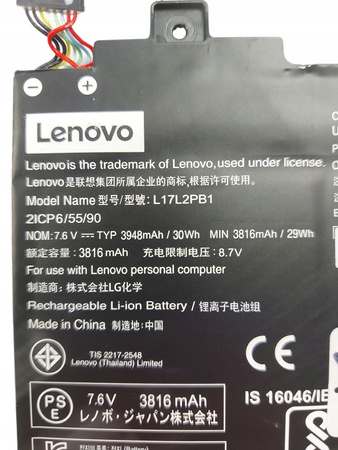 Lenovo
Lenovo is the trademark of Lenovo, used under license.
Lenovo是联想集团所属企业的商标,根据许可使用。
Model Name 型号/型號: L17L2PB1
2ICP6/55/90
NOM: 7.6 V ⎓ TYP 3948mAh / 30Wh MIN 3816mAh / 29Wh
额定容量: 3816 mAh 充电限制电压: 8.7V
For use with Lenovo personal computer
制造商: 株式会社LG化学
Rechargeable Li-ion Battery / 锂离子电池组
Made in China 制造地:中国
TIS 2217-2548
Lenovo (Thailand) Limited
CE
PS E
7.6V 3816 mAh
レノボ・ジャパン株式会社
IS 16046/IE